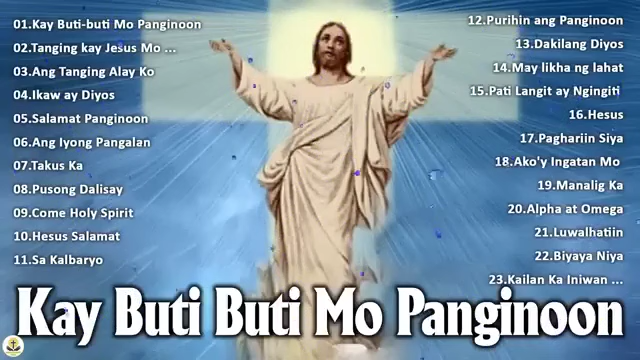 01.Kay Buti-buti Mo Panginoon
02.Tanging kay Jesus Mo ...
03.Ang Tanging Alay Ko
04.Ikaw ay Diyos
05.Salamat Panginoon
06.Ang Iyong Pangalan
07.Takus Ka
08.Pusong Dalisay
09.Come Holy Spirit
10.Hesus Salamat
11.Sa Kalbaryo
12.Purihin ang Panginoon
13.Dakilang Diyos
14.May likha ng lahat
15.Pati Langit ay Ngingiti
16.Hesus
17.Paghariin Siya
18.Ako'y Ingatan Mo
19.Manalig Ka
20.Alpha at Omega
21.Luwalhatiin
22.Biyaya Niya
23.Kailan Ka Iniwan ...
Kay Buti Buti Mo Panginoon